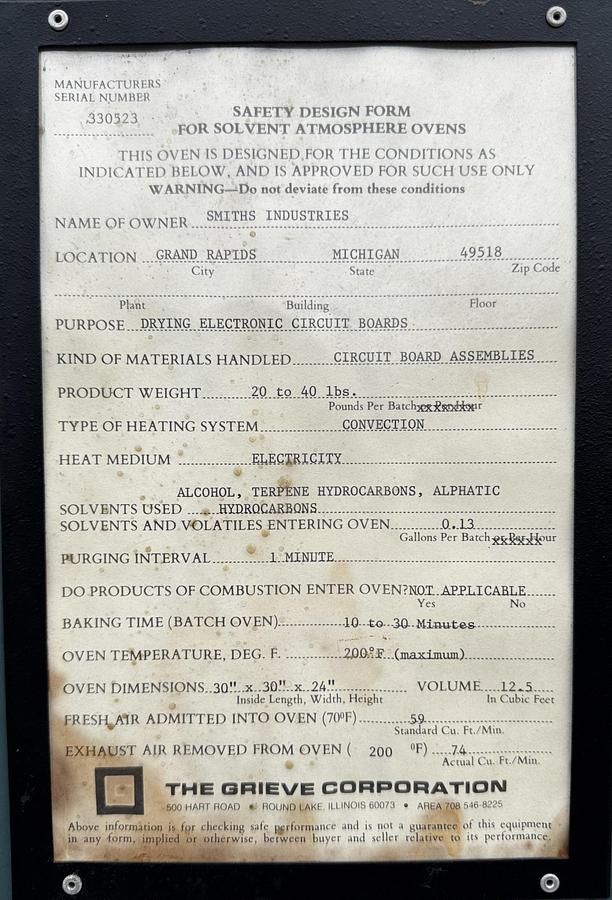 MANUFACTURERS
SERIAL NUMBER
330523
SAFETY DESIGN FORM
FOR SOLVENT ATMOSPHERE OVENS
THIS OVEN IS DESIGNED FOR THE CONDITIONS AS
INDICATED BELOW, AND IS APPROVED FOR SUCH USE ONLY
WARNING—Do not deviate from these conditions
NAME OF OWNER SMITHS INDUSTRIES
LOCATION GRAND RAPIDS MICHIGAN 49518
City State Zip Code
Plant Building Floor
PURPOSE DRYING ELECTRONIC CIRCUIT BOARDS
KIND OF MATERIALS HANDLED CIRCUIT BOARD ASSEMBLIES
PRODUCT WEIGHT 20 to 40 lbs.
Pounds Per Batch or Per Hour
TYPE OF HEATING SYSTEM CONVECTION
HEAT MEDIUM ELECTRICITY
ALCOHOL, TERPENE HYDROCARBONS, ALPHATIC
SOLVENTS USED HYDROCARBONS
SOLVENTS AND VOLATILES ENTERING OVEN 0.13
Gallons Per Batch or Per Hour
PURGING INTERVAL 1 MINUTE
DO PRODUCTS OF COMBUSTION ENTER OVEN? NOT APPLICABLE
Yes No
BAKING TIME (BATCH OVEN) 10 to 30 Minutes
OVEN TEMPERATURE, DEG. F. 200°F (maximum)
OVEN DIMENSIONS 30" x 30" x 24" VOLUME 12.5
Inside Length, Width, Height In Cubic Feet
FRESH AIR ADMITTED INTO OVEN (70°F) 59
Standard Cu. Ft./Min.
EXHAUST AIR REMOVED FROM OVEN ( 200 °F) 74
Actual Cu. Ft./Min.
THE GRIEVE CORPORATION
500 HART ROAD • ROUND LAKE, ILLINOIS 60073 • AREA 708 546-8225
Above information is for checking safe performance and is not a guarantee of this equipment
in any form, implied or otherwise, between buyer and seller relative to its performance.